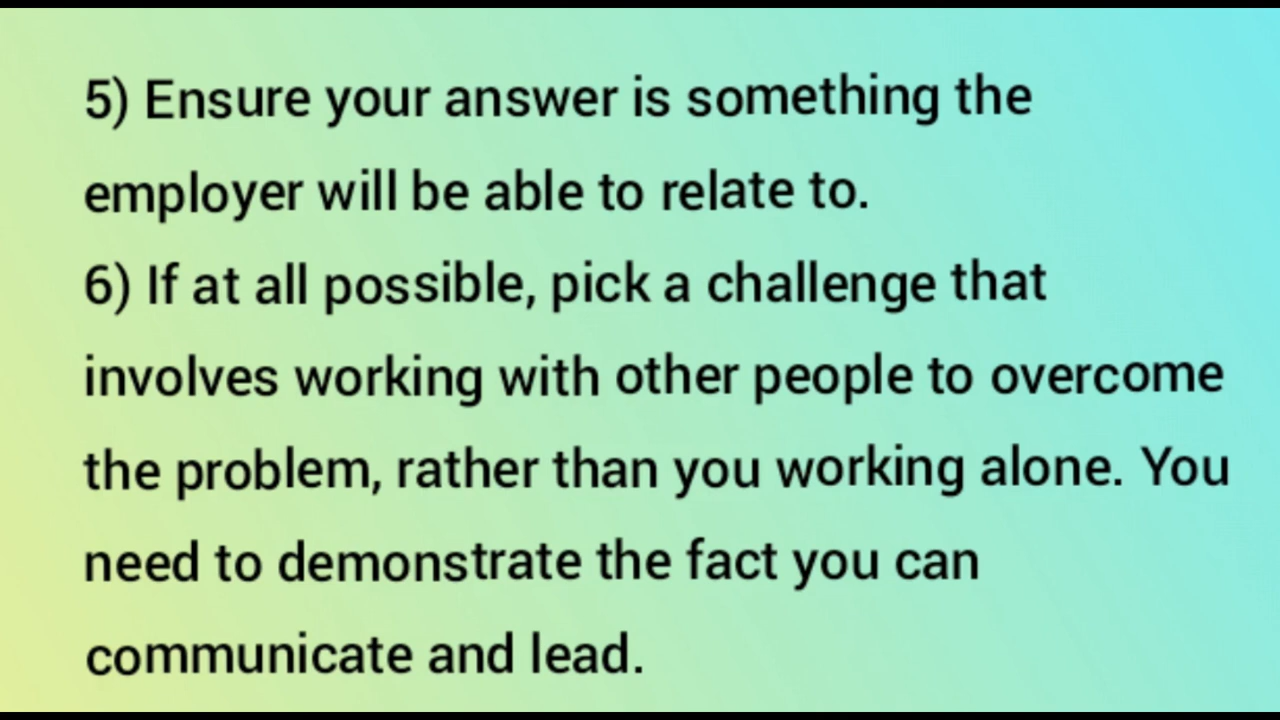 5) Ensure your answer is something the
employer will be able to relate to.
6) If at all possible, pick a challenge that
involves working with other people to overcome
the problem, rather than you working alone. You
need to demonstrate the fact you can
communicate and lead.